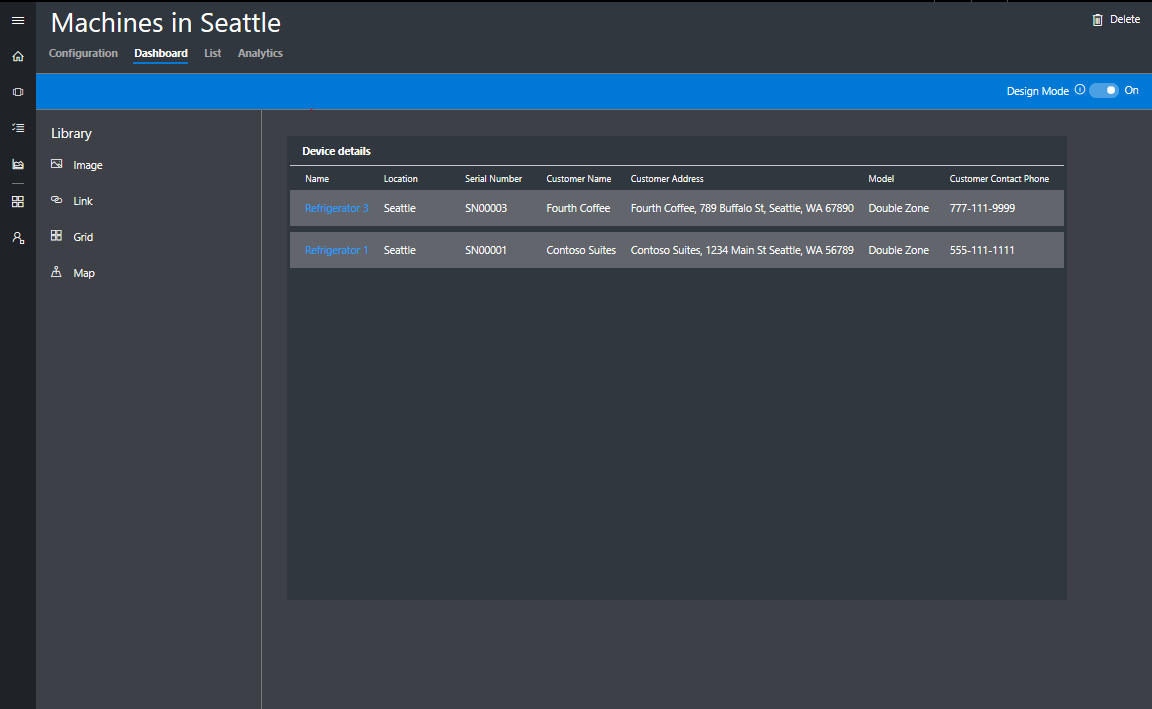 Machines in Seattle
Delete
Configuration Dashboard List Analytics
Design Mode On
Library
Image
Link
Grid
Map
Device details
Name Location Serial Number Customer Name Customer Address Model Customer Contact Phone
Refrigerator 3 Seattle SN00003 Fourth Coffee Fourth Coffee, 789 Buffalo St, Seattle, WA 67890 Double Zone 777-111-9999
Refrigerator 1 Seattle SN00001 Contoso Suites Contoso Suites, 1234 Main St Seattle, WA 56789 Double Zone 555-111-1111